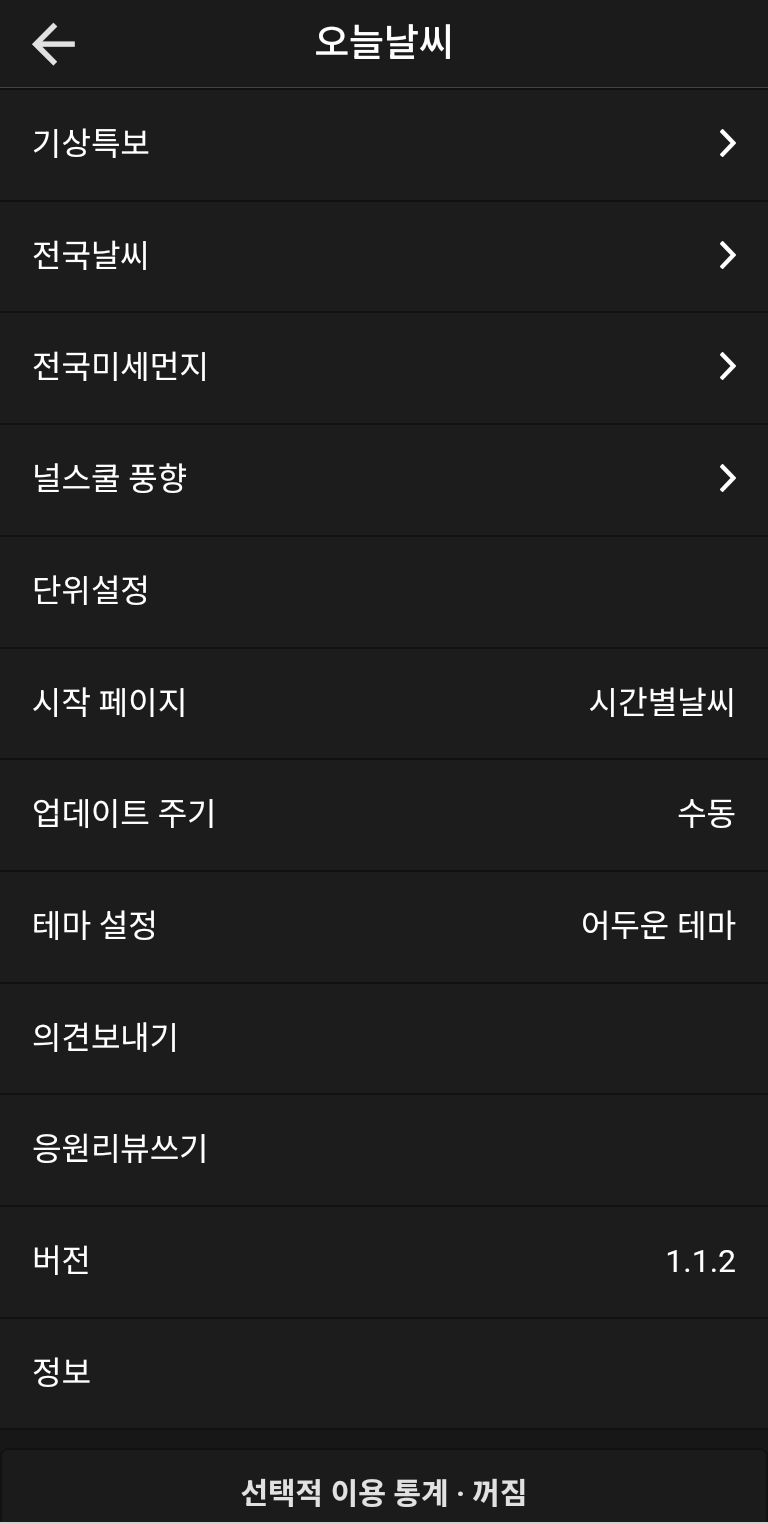 오늘날씨
기상특보
전국날씨
전국미세먼지
널스쿨 풍향
단위설정
시작 페이지 시간별날씨
업데이트 주기 수동
테마 설정 어두운 테마
의견보내기
응원리뷰쓰기
버전 1.1.2
정보
선택적 이용 통계 · 꺼짐